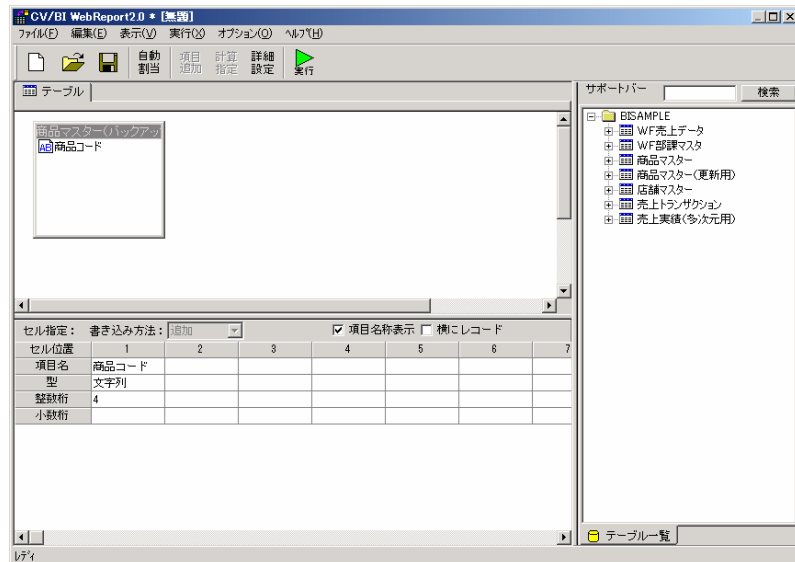 CV/BI WebReport2.0 * [無題]
ファイル(F) 編集(E) 表示(V) 実行(X) オプション(O) ヘルプ(H)
自動割当 項目追加 計算指定 詳細設定 実行
テーブル
サポートバー 検索
商品マスター(バックアッ
AB 商品コード
BISAMPLE
WF売上データ
WF部課マスタ
商品マスター
商品マスター(更新用)
店舗マスター
売上トランザクション
売上実績(多次元用)
セル指定: 書き込み方法: 追加 項目名称表示 横にレコード
セル位置 1 2 3 4 5 6 7
項目名 商品コード
型 文字列
整数桁 4
小数桁
テーブル一覧
レディ